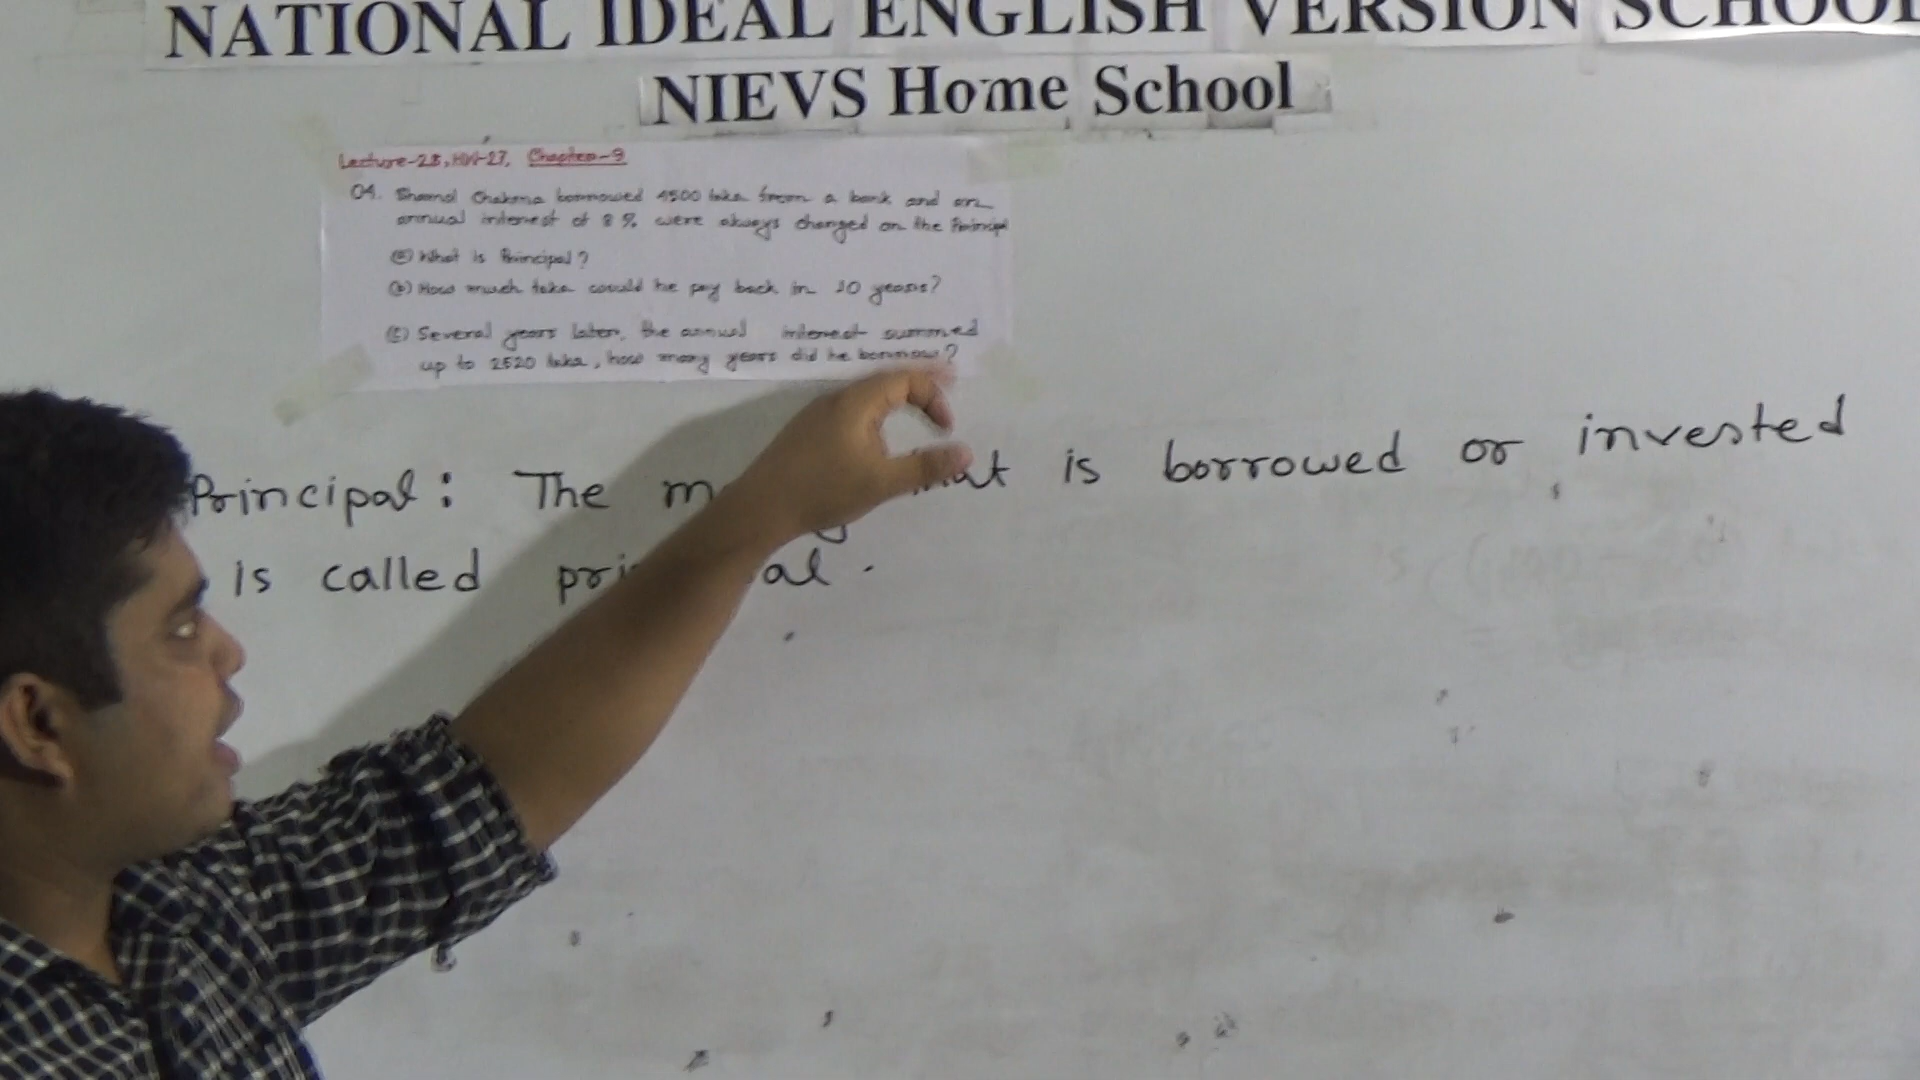 NATIONAL IDEAL ENGLISH VERSION SCHOOL
NIEVS Home School
Lecture-28, HW-27, Chapter-9
04. Shamol Chakma borrowed 4500 taka from a bank and an
annual interest of 8% were always charged on the Principal
(a) What is Principal?
(b) How much taka could he pay back in 10 years?
(c) Several years later, the annual interest summed
up to 2520 taka, how many years did he borrow?
Principal: The is borrowed or invested
is called